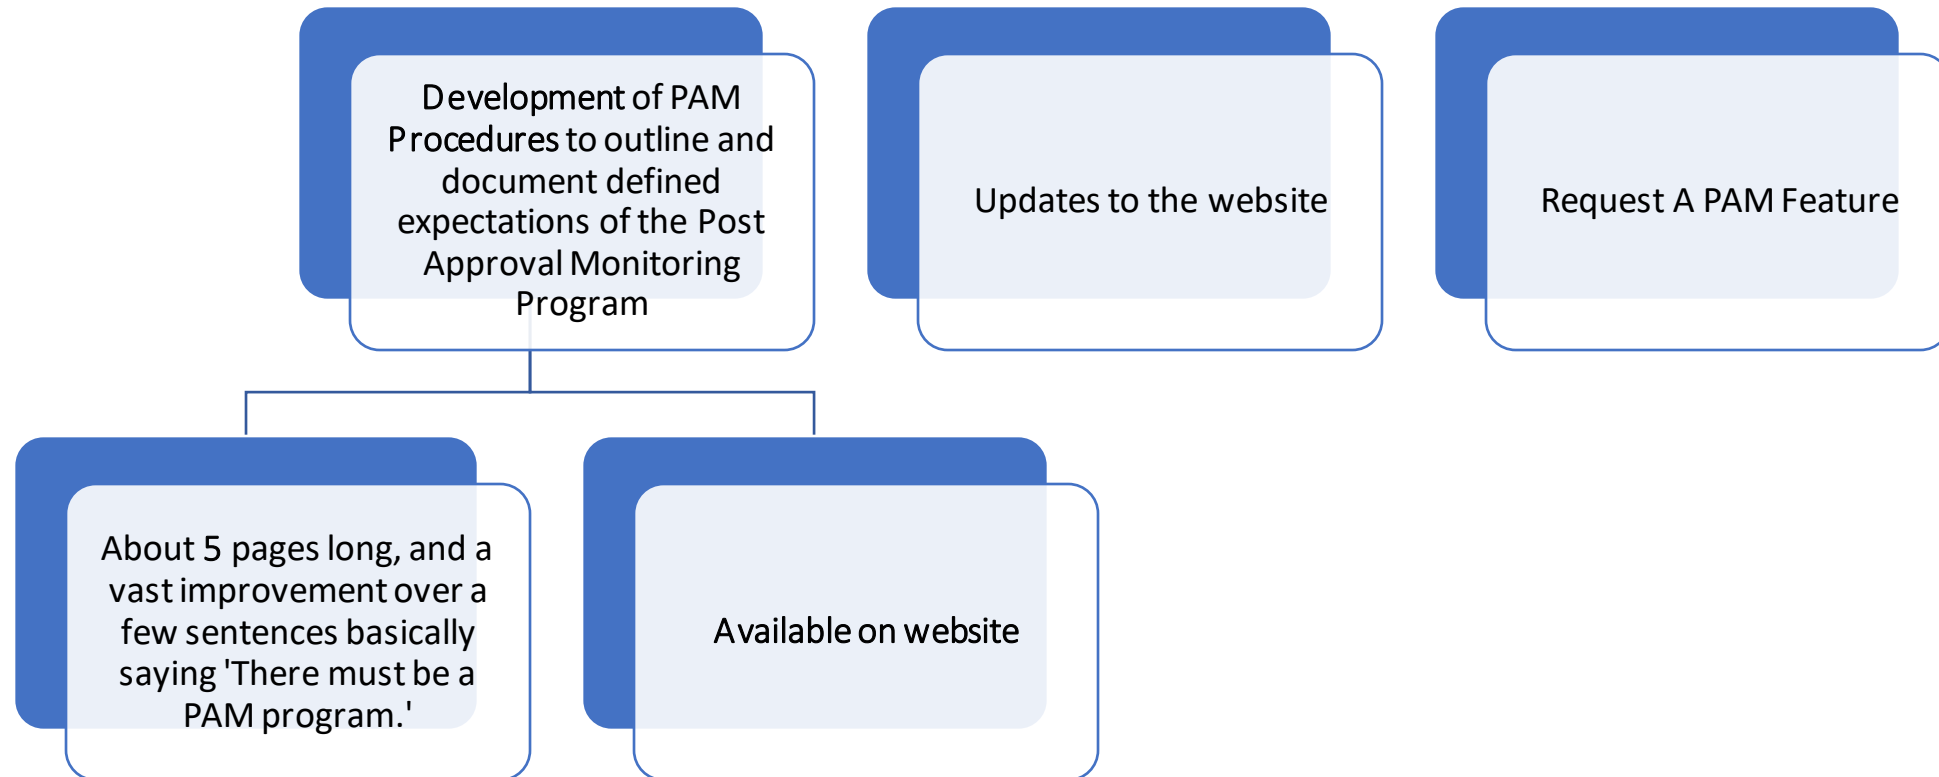 Development of PAM
Procedures to outline and
document defined
expectations of the Post
Approval Monitoring
Program
Updates to the website
Request A PAM Feature
About 5 pages long, and a
vast improvement over a
few sentences basically
saying 'There must be a
PAM program.'
Available on website